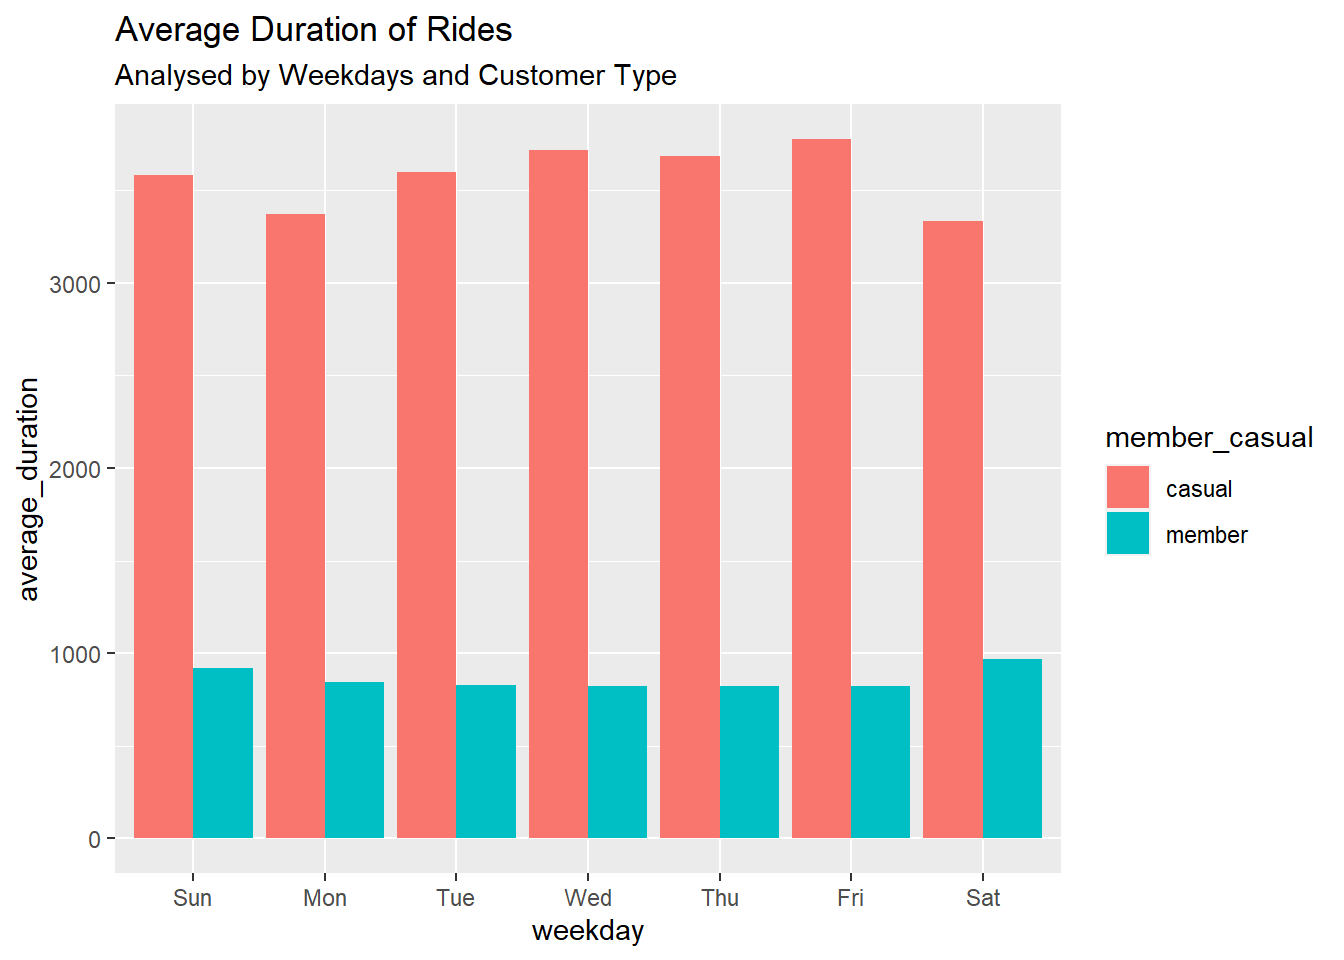 Average Duration of Rides
Analysed by Weekdays and Customer Type
average_duration
3000
2000
1000
0
Sun Mon Tue Wed Thu Fri Sat
weekday
member_casual
casual
member